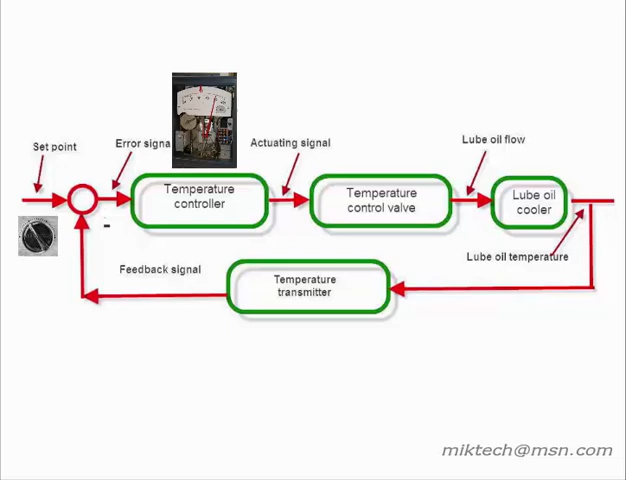 Set point
Error signa
Actuating signal
Lube oil flow
Temperature
controller
Temperature
control valve
Lube oil
cooler
Lube oil temperature
Feedback signal
Temperature
transmitter
-
miktech@msn.com